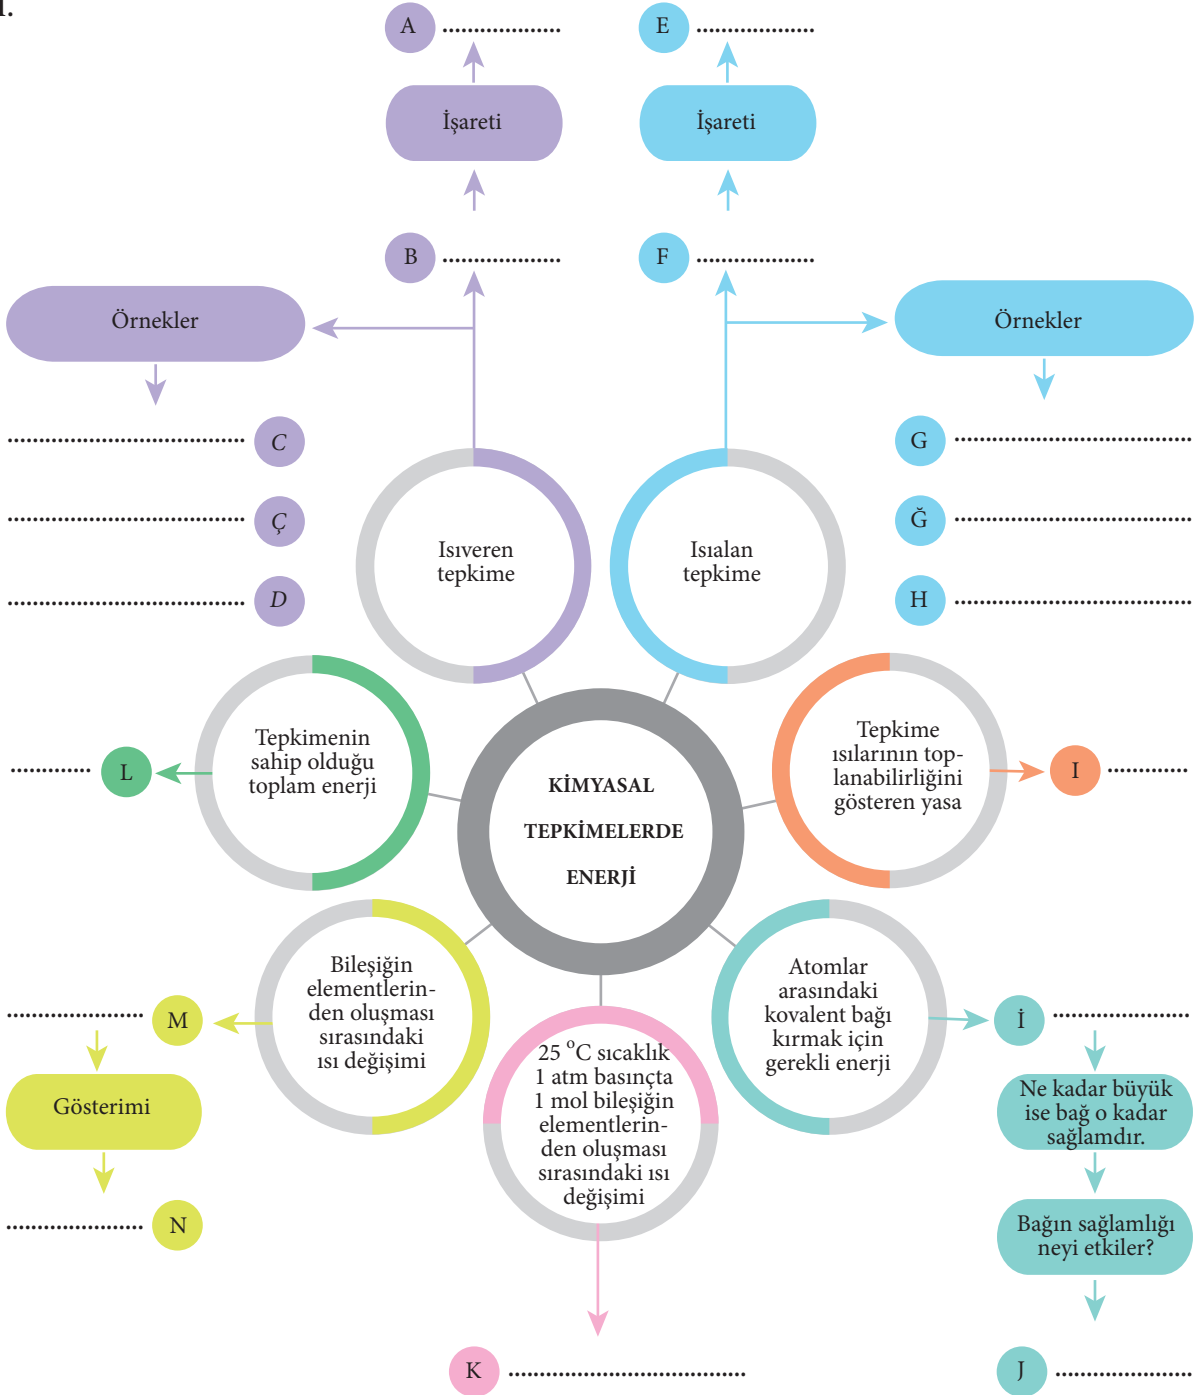 1.
A ....................
E ....................
İşareti
İşareti
B ....................
F ....................
Örnekler
Örnekler
........................................ C
G ........................................
........................................ Ç
Ğ ........................................
........................................ D
H ........................................
Isıveren
tepkime
Isıalan
tepkime
Tepkimenin
sahip olduğu
toplam enerji
.............. L
Tepkime
ısılarının top-
lanabilirliğini
gösteren yasa
I ..............
KİMYASAL
TEPKİMELERDE
ENERJİ
Bileşiğin
elementlerin-
den oluşması
sırasındaki
ısı değişimi
....................... M
Gösterimi
....................... N
Atomlar
arasındaki
kovalent bağı
kırmak için
gerekli enerji
İ .......................
Ne kadar büyük
ise bağ o kadar
sağlamdır.
Bağın sağlamlığı
neyi etkiler?
J .......................
25 °C sıcaklık
1 atm basınçta
1 mol bileşiğin
elementlerin-
den oluşması
sırasındaki ısı
değişimi
K ........................................